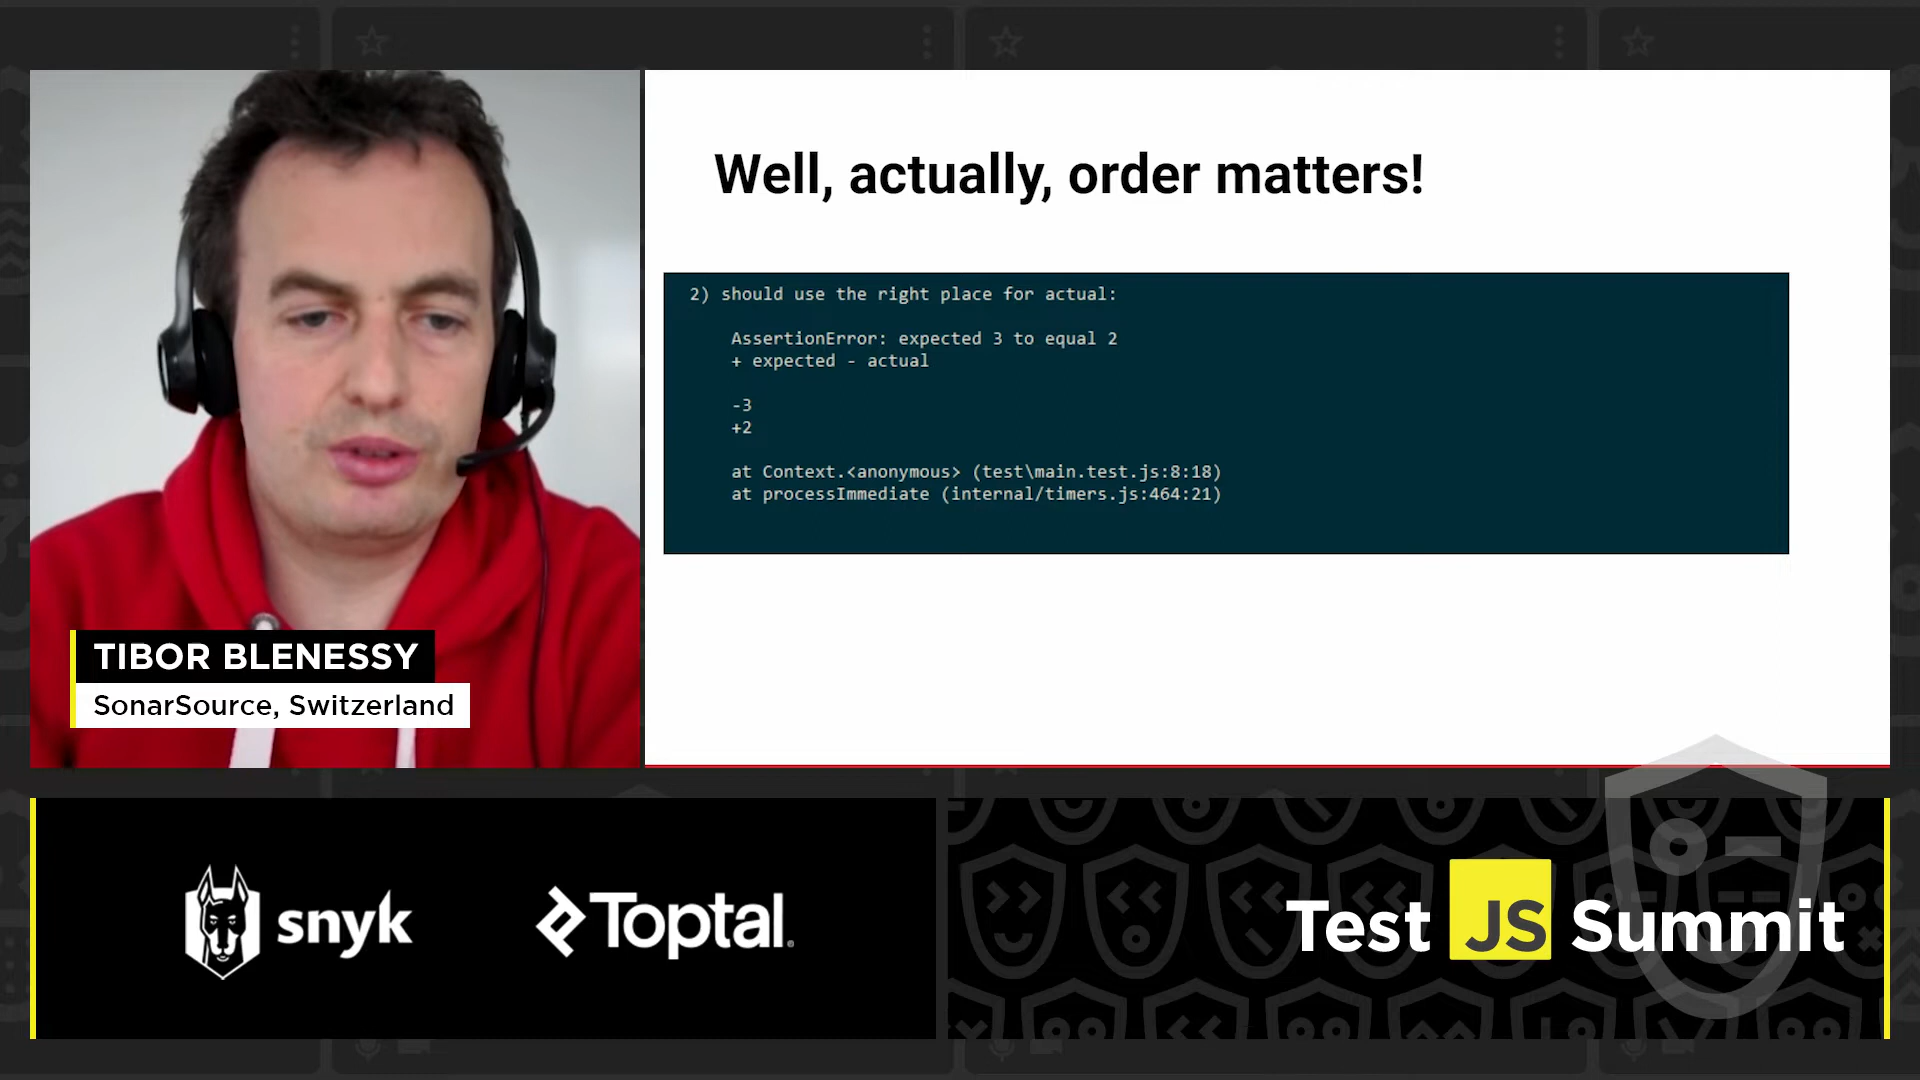 Well, actually, order matters!
2) should use the right place for actual:
AssertionError: expected 3 to equal 2
+ expected - actual
-3
+2
at Context.<anonymous> (test\main.test.js:8:18)
at processImmediate (internal/timers.js:464:21)
TIBOR BLENESSY
SonarSource, Switzerland
snyk
Toptal
Test JS Summit